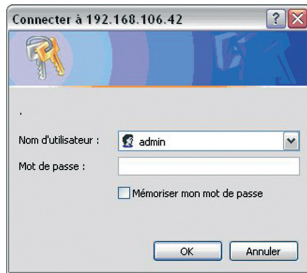 Connecter à 192.168.106.42
.
Nom d'utilisateur :
admin
Mot de passe :
Mémoriser mon mot de passe
OK
Annuler